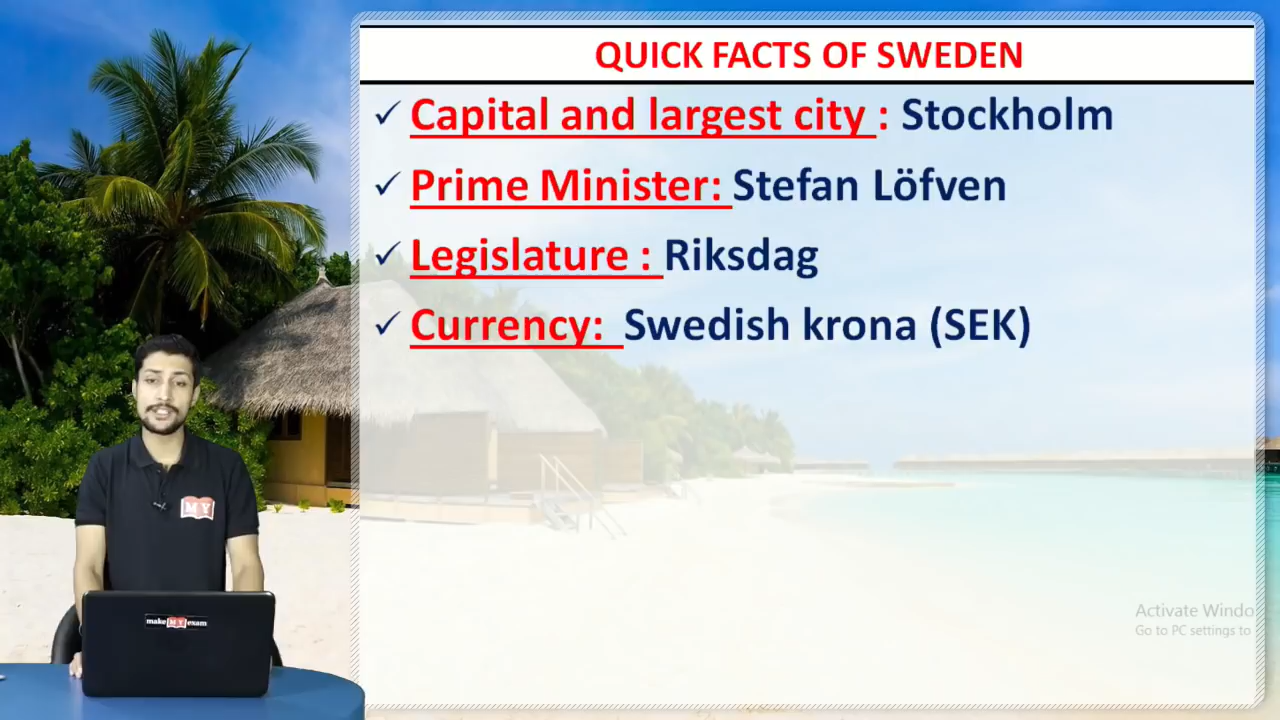 QUICK FACTS OF SWEDEN
✓ Capital and largest city : Stockholm
✓ Prime Minister: Stefan Löfven
✓ Legislature : Riksdag
✓ Currency: Swedish krona (SEK)
MY
make MY exam
Activate Windo
Go to PC settings to